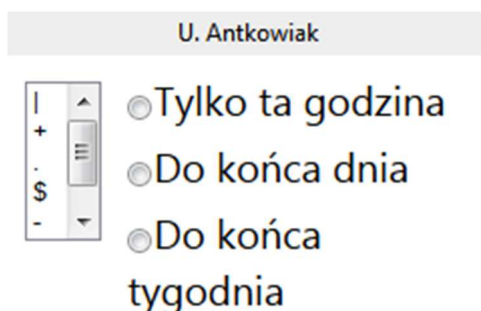 U. Antkowiak
|
+
.
$
-
Tylko ta godzina
Do końca dnia
Do końca
tygodnia